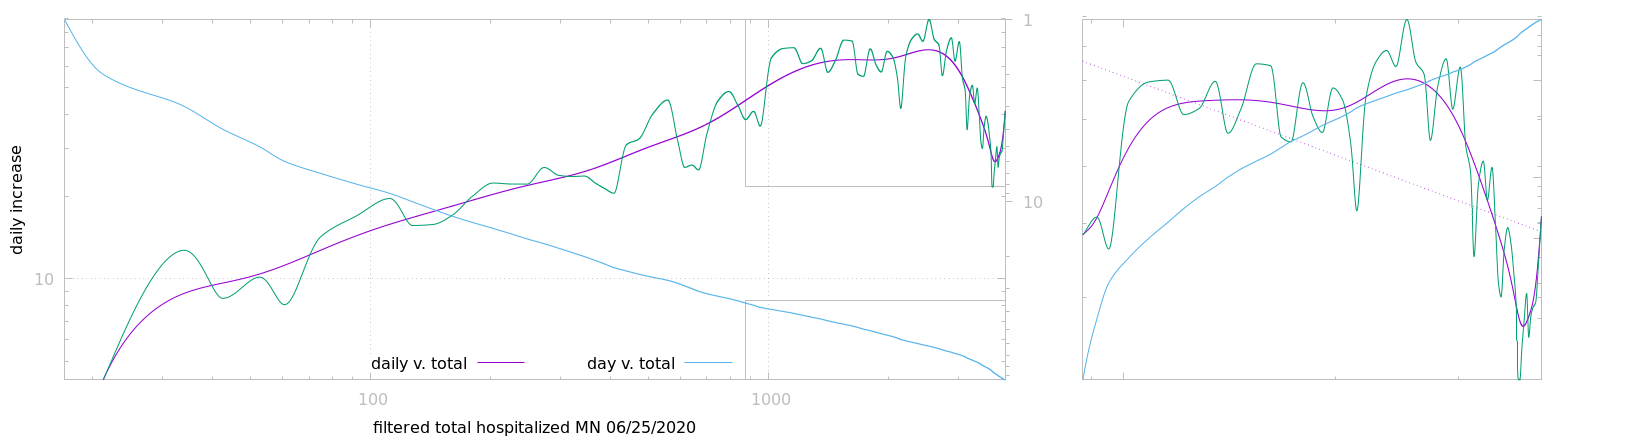 1
10
daily increase
10
daily v. total
day v. total
100
1000
filtered total hospitalized MN 06/25/2020